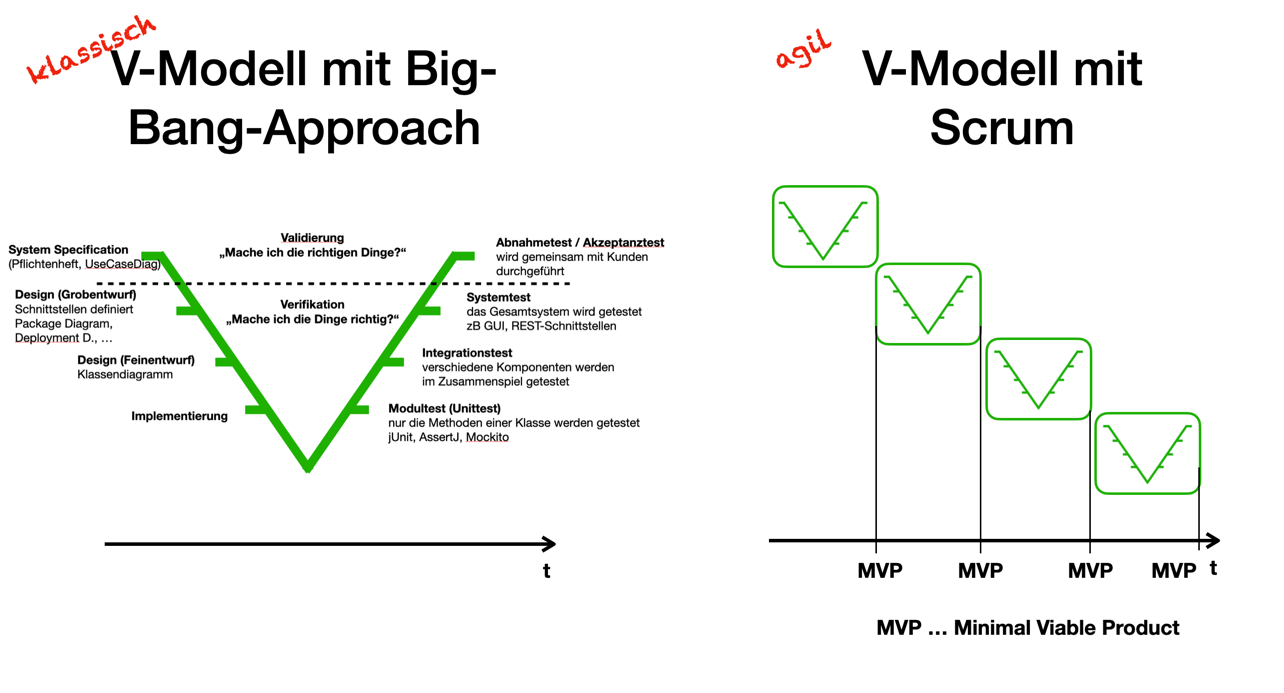 klassisch
V-Modell mit Big-
Bang-Approach
System Specification
(Pflichtenheft, UseCaseDiag)
Design (Grobentwurf)
Schnittstellen definiert
Package Diagram,
Deployment D., …
Design (Feinentwurf)
Klassendiagramm
Implementierung
Validierung
„Mache ich die richtigen Dinge?“
Verifikation
„Mache ich die Dinge richtig?“
Abnahmetest / Akzeptanztest
wird gemeinsam mit Kunden
durchgeführt
Systemtest
das Gesamtsystem wird getestet
zB GUI, REST-Schnittstellen
Integrationstest
verschiedene Komponenten werden
im Zusammenspiel getestet
Modultest (Unittest)
nur die Methoden einer Klasse werden getestet
jUnit, AssertJ, Mockito
t
agil
V-Modell mit
Scrum
MVP MVP MVP MVP t
MVP … Minimal Viable Product